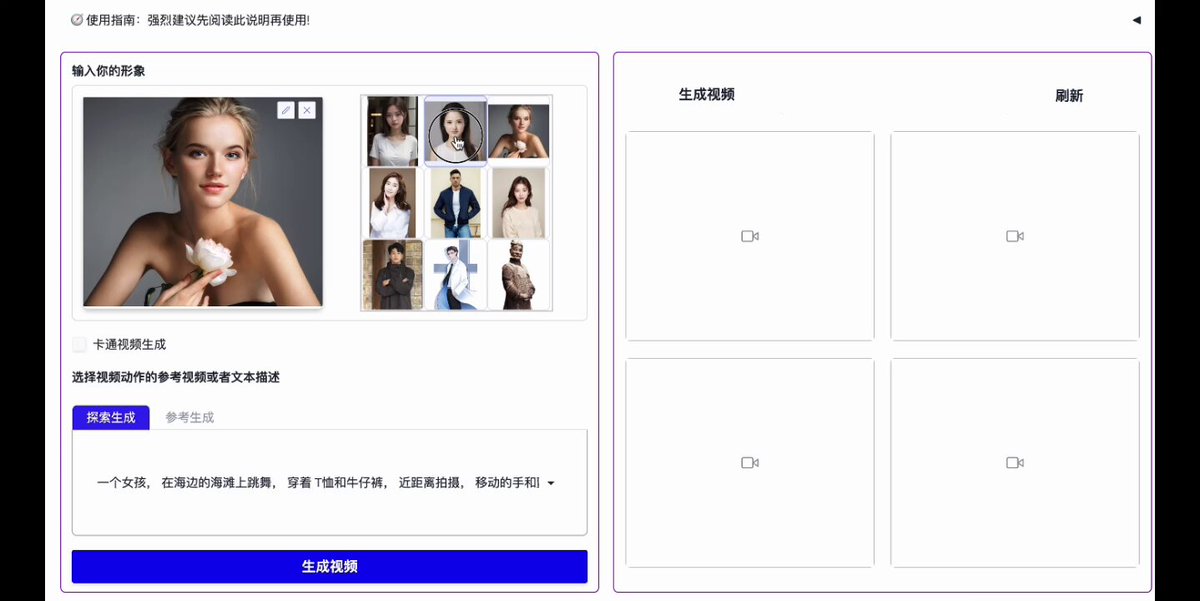 使用指南：强烈建议先阅读此说明再使用!
输入你的形象
卡通视频生成
选择视频动作的参考视频或者文本描述
探索生成 参考生成
一个女孩， 在海边的海滩上跳舞， 穿着 T恤和牛仔裤， 近距离拍摄， 移动的手和
生成视频
生成视频 刷新